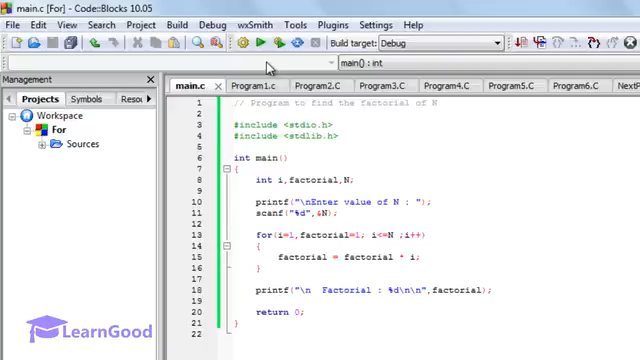 main.c [For] - Code::Blocks 10.05
File Edit View Search Project Build Debug wxSmith Tools Plugins Settings Help
Build target: Debug
main() : int
Management
Projects Symbols Resou
Workspace
For
Sources
main.c Program1.c Program2.C Program3.C Program4.C Program5.C Program6.C NextP
1 // Program to find the factorial of N
2
3 #include <stdio.h>
4 #include <stdlib.h>
5
6 int main()
7 {
8 int i,factorial,N;
9
10 printf("\nEnter value of N : ");
11 scanf("%d",&N);
12
13 for(i=1,factorial=1; i<=N ;i++)
14 {
15 factorial = factorial * i;
16 }
17
18 printf("\n  Factorial : %d\n\n",factorial);
19
20 return 0;
21 }
22
LearnGood